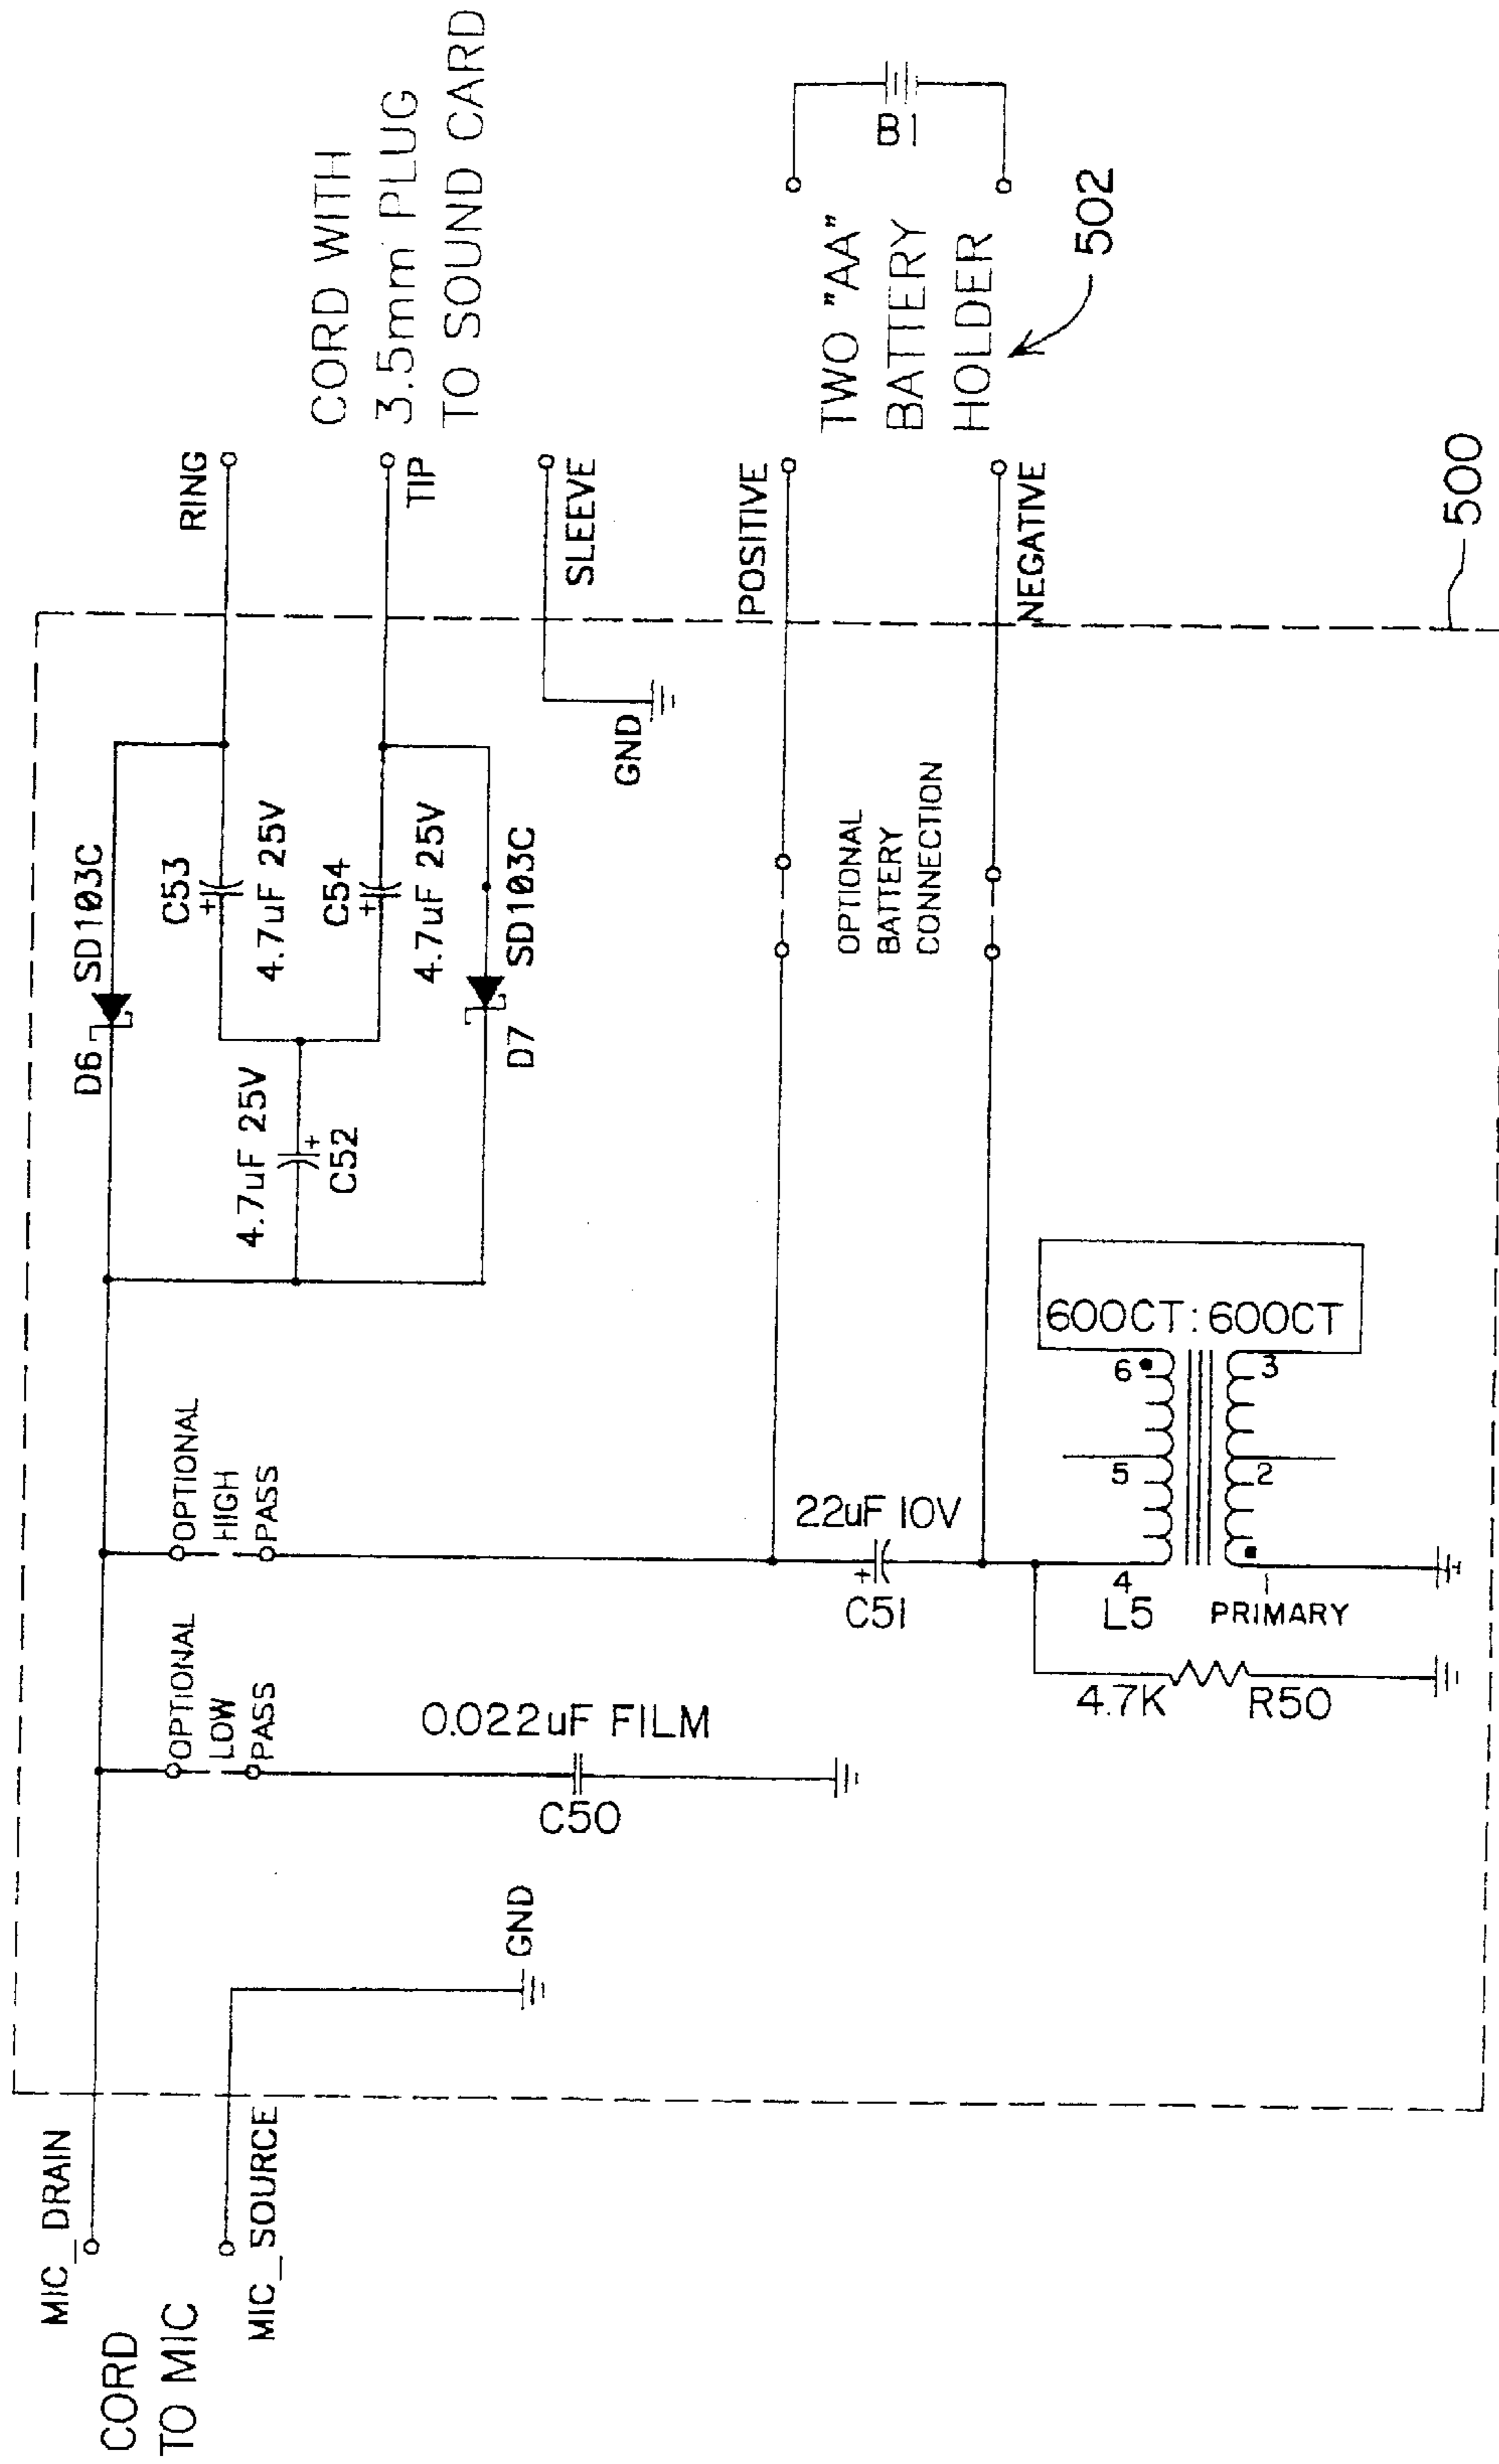 CORD
TO MIC
MIC_DRAIN
MIC_SOURCE
GND
OPTIONAL
LOW
PASS
0.022uF FILM
C50
OPTIONAL
HIGH
PASS
22uF 10V
C51
4.7K
R50
L5
PRIMARY
4
5
6
2
3
600CT:600CT
4.7uF 25V
+
C52
D6
SD103C
C53
+
4.7uF 25V
C54
+
4.7uF 25V
D7
SD103C
GND
OPTIONAL
BATTERY
CONNECTION
+
RING
TIP
SLEEVE
POSITIVE
NEGATIVE
CORD WITH
3.5mm PLUG
TO SOUND CARD
TWO "AA"
BATTERY
HOLDER
B1
502
500